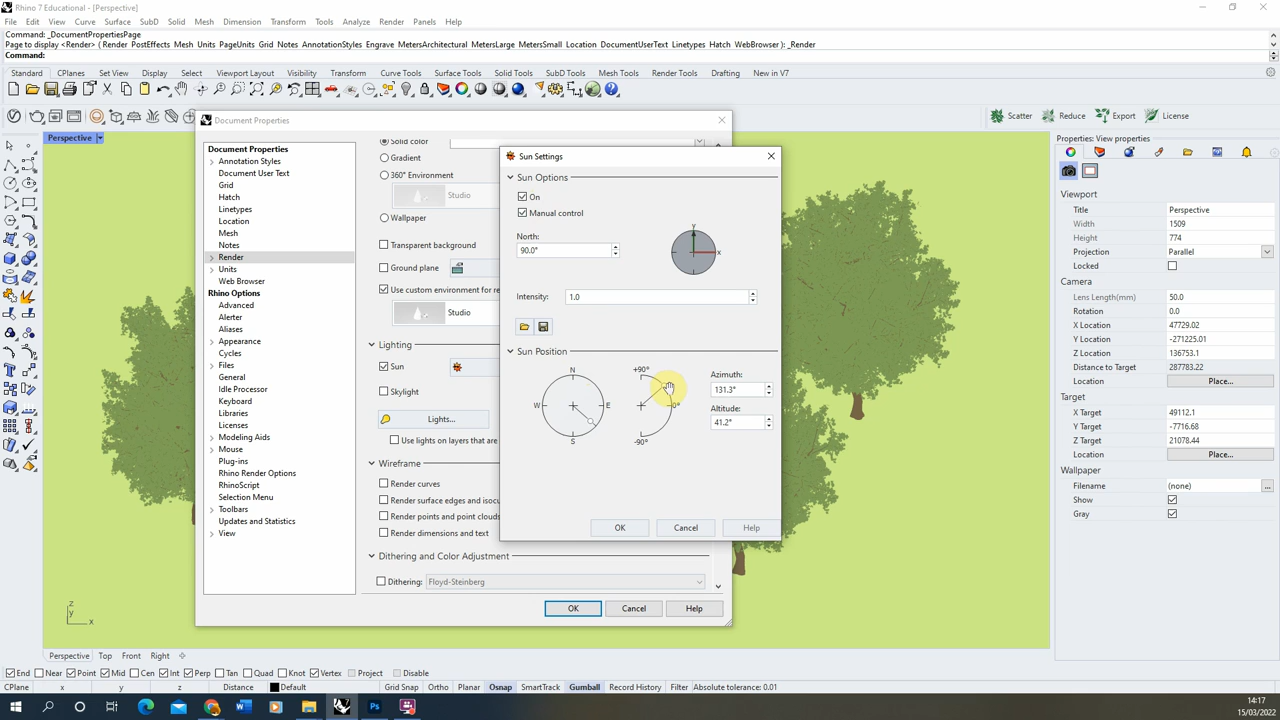 Rhino 7 Educational - [Perspective]
File Edit View Curve Surface SubD Solid Mesh Dimension Transform Tools Analyze Render Panels Help
Command: _DocumentPropertiesPage
Page to display <Render> ( Render PostEffects Mesh Units PageUnits Grid Notes AnnotationStyles Engrave MetersArchitectural MetersLarge MetersSmall Location DocumentUserText Linetypes Hatch WebBrowser ): _Render
Command:
Standard CPlanes Set View Display Select Viewport Layout Visibility Transform Curve Tools Surface Tools Solid Tools SubD Tools Mesh Tools Render Tools Drafting New in V7
Scatter Reduce Export License
Perspective
Document Properties
Document Properties
Annotation Styles
Document User Text
Grid
Hatch
Linetypes
Location
Mesh
Notes
Render
Units
Web Browser
Rhino Options
Advanced
Alerter
Aliases
Appearance
Cycles
Files
General
Idle Processor
Keyboard
Libraries
Licenses
Modeling Aids
Mouse
Plug-ins
Rhino Render Options
RhinoScript
Selection Menu
Toolbars
Updates and Statistics
View
Solid color
Gradient
360° Environment
Studio
Wallpaper
Transparent background
Ground plane
Use custom environment for re
Studio
Lighting
Sun
Skylight
Lights...
Use lights on layers that are
Wireframe
Render curves
Render surface edges and isocu
Render points and point clouds
Render dimensions and text
Dithering and Color Adjustment
Dithering: Floyd-Steinberg
OK Cancel Help
Sun Settings
Sun Options
On
Manual control
North:
90.0°
y
x
Intensity: 1.0
Sun Position
N
W E
S
+90°
0°
-90°
Azimuth:
131.3°
Altitude:
41.2°
OK Cancel Help
Properties: View properties
Viewport
Title Perspective
Width 1509
Height 774
Projection Parallel
Locked
Camera
Lens Length(mm) 50.0
Rotation 0.0
X Location 47729.02
Y Location -271225.01
Z Location 136753.1
Distance to Target 287783.22
Location Place...
Target
X Target 49112.1
Y Target -7716.68
Z Target 21078.44
Location Place...
Wallpaper
Filename (none) ...
Show
Gray
z
y
x
Perspective Top Front Right
End Near Point Mid Cen Int Perp Tan Quad Knot Vertex Project Disable
CPlane x y z Distance Default Grid Snap Ortho Planar Osnap SmartTrack Gumball Record History Filter Absolute tolerance: 0.01
14:17
15/03/2022